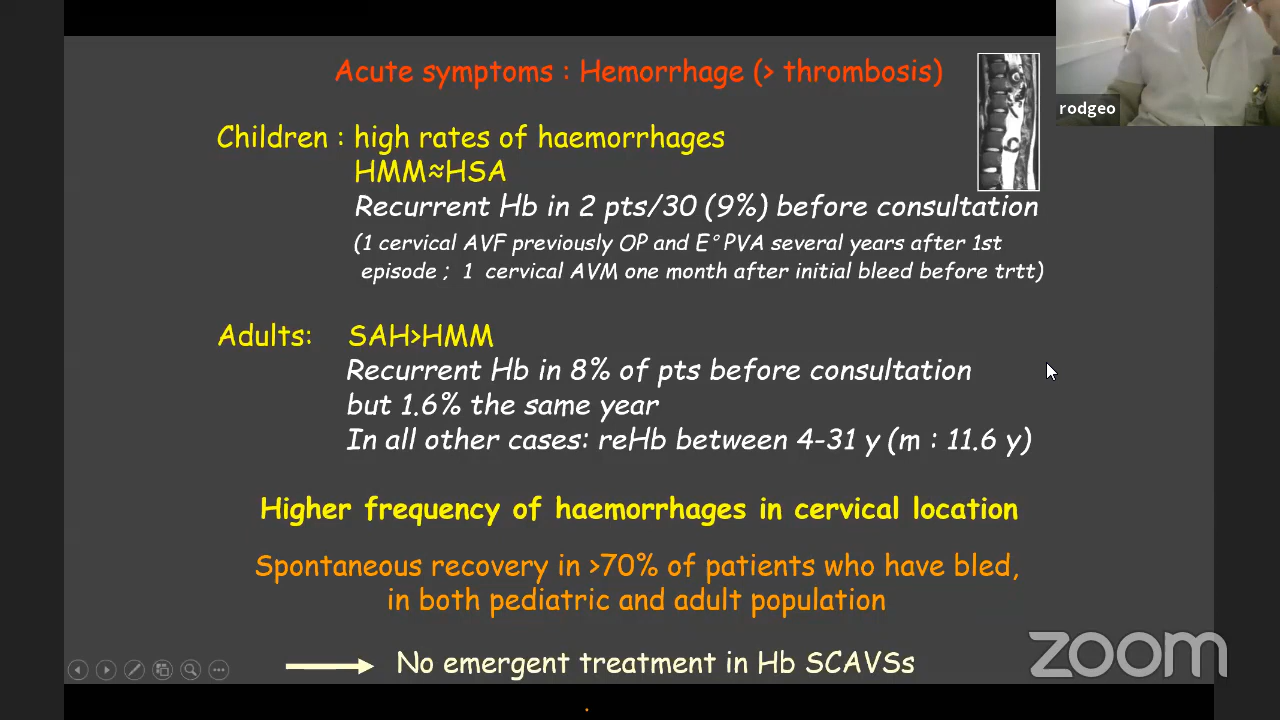 Acute symptoms : Hemorrhage (> thrombosis)
rodgeo
Children : high rates of haemorrhages
HMM≈HSA
Recurrent Hb in 2 pts/30 (9%) before consultation
(1 cervical AVF previously OP and E° PVA several years after 1st
episode ; 1 cervical AVM one month after initial bleed before trtt)
Adults: SAH>HMM
Recurrent Hb in 8% of pts before consultation
but 1.6% the same year
In all other cases: reHb between 4-31 y (m : 11.6 y)
Higher frequency of haemorrhages in cervical location
Spontaneous recovery in >70% of patients who have bled,
in both pediatric and adult population
No emergent treatment in Hb SCAVSs
zoom